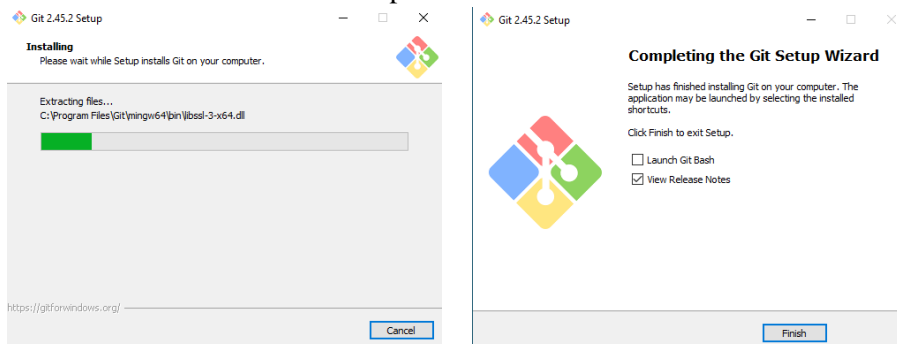 Git 2.45.2 Setup
Installing
Please wait while Setup installs Git on your computer.
Extracting files...
C:\Program Files\Git\mingw64\bin\libssl-3-x64.dll
https://gitforwindows.org/
Cancel
Git 2.45.2 Setup
Completing the Git Setup Wizard
Setup has finished installing Git on your computer. The
application may be launched by selecting the installed
shortcuts.
Click Finish to exit Setup.
Launch Git Bash
View Release Notes
Finish